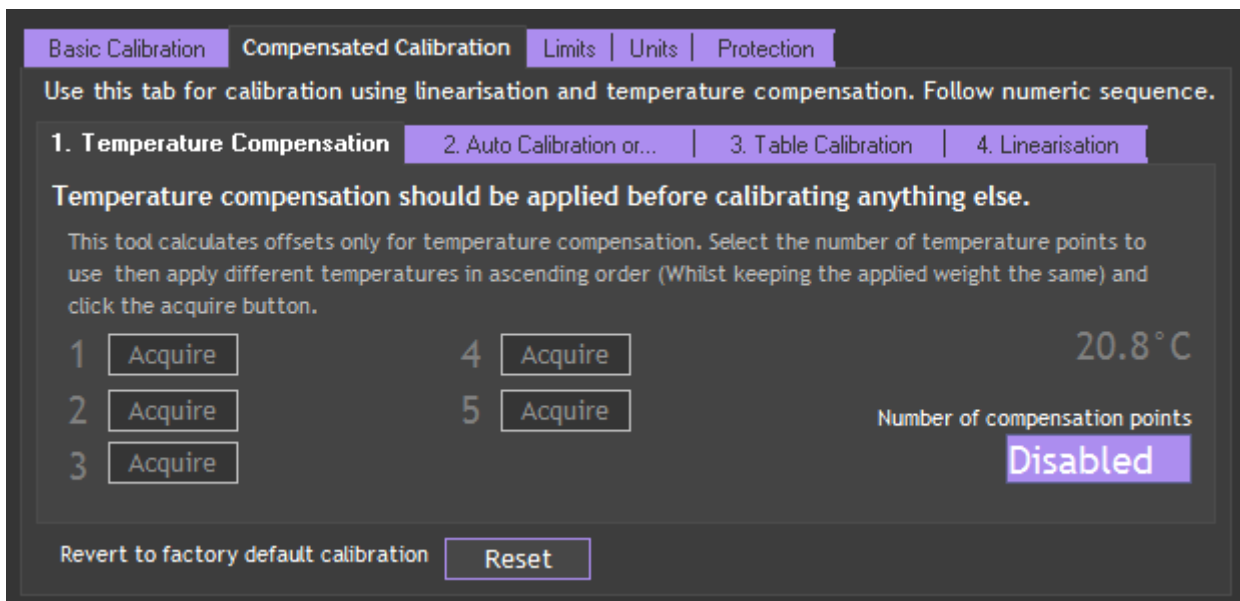 Basic Calibration Compensated Calibration Limits Units Protection
Use this tab for calibration using linearisation and temperature compensation. Follow numeric sequence.
1. Temperature Compensation 2. Auto Calibration or... 3. Table Calibration 4. Linearisation
Temperature compensation should be applied before calibrating anything else.
This tool calculates offsets only for temperature compensation. Select the number of temperature points to
use then apply different temperatures in ascending order (Whilst keeping the applied weight the same) and
click the acquire button.
1 Acquire 4 Acquire 20.8°C
2 Acquire 5 Acquire Number of compensation points
3 Acquire Disabled
Revert to factory default calibration Reset